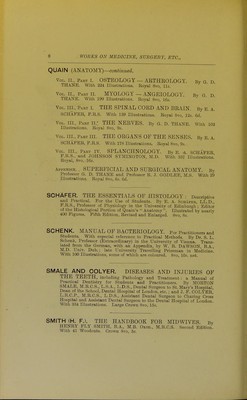 8 WORKS ON MEDICINE, SURGERY, ETC.,
QUAIN (ANATOMY)—continued.
Vol. II., Part I. OSTEOLOGY — ARTHROLOGY. By G. D.
THANE. With 224 Illustrations. Royal 8vo, 11s.
Vol. II., Part II. MYOLOGY — ANGEIOLOGY. By G. D.
THANE. With 199 Illustrations. Royal 8vo,
Vol. III., Part I. THE SPINAL CORD AND BRAIN. By E. A.
SCHÄFER, F.R.S. With 139 Illustrations. Royal 8vo, 12s. 6d.
Vol. III., Part II. THE NERVES. By G. D. THANE. With 102
Illustrations. Royal 8vo, 9s.
Vol. III., Part III. THE ORGANS OF THE SENSES. By E. A.
SCHÄFER, F.R.S. With 178 Illustrations. Royal 8vo, 9s.
Vol. III., Part IV. SPLANCHNOLOGY. By E. A. SCHÄFER,
F.R.S., and JOHNSON SYMINGTON, M.D. With 337 Illustrations.
Royal 8vo, 16s.
Appendix. SUPERFICIAL AND SURGICAL ANATOMY. By
Professor G. D. THANE and Professor R. J. GODLEE, M.S. With 29
Illustrations. Royal 8vo, 6s. 6d.
SCHÄFER. THE ESSENTIALS OF HISTOLOGY. Descriptive
and Practical. For the Use of Students. By E. A. SCHÄFER, LL.D.,
F.R.S., Professor of Physiology in the University of Edinburgh; Editor
of the Histological Portion of Quain's "Anatomy". Illustrated by nearly
400 Figures. Fifth Edition, Revised and Enlarged. 8vo, 8s.
SCHENK. MANUAL OF BACTERIOLOGY. For Practitioners and
Students. With especial reference to Practical Methods. By Dr. S. L.
Schenk, Professor (Extraordinary) in the University of Vienna. Trans-
lated from the German, with an Appendix, by W. R. DAWSON, B.A.,
M.D. Univ. Dub.; late University Travelling Prizeman in Medicine.
With 100 Illustrations, some of which are coloured. 8vo, 10s. net.
SMALE AND COLYER. DISEASES AND INJURIES OF
THE TEETH, including Pathology and Treatment: a Manual of
Practical Dentistry for Students and Practitioners. By MORTON
SMALE, M.R.C.S., L.S.A., L.D.S., Dental Surgeon to St. Mary's Hospital,
Dean of the School, Dental Hospital of London, etc.; and J. F. COLYER,
L.R.C.P., M.R.C.S., L.D.S., Assistant Dental Surgeon to Charing Cross
Hospital and Assistant Dental Surgeon to the Dental Hospital of London.
With 334 Illustrations. Large Crown 8vo, 15s.
SMITH (H. F.). THE HANDBOOK FOR MIDWIVES. By
HENRY FLY SMITH, B.A., M.B. Oxon., M.R.C.S. Second Edition.
With 41 Woodcuts. Crown 8vo, 5s.